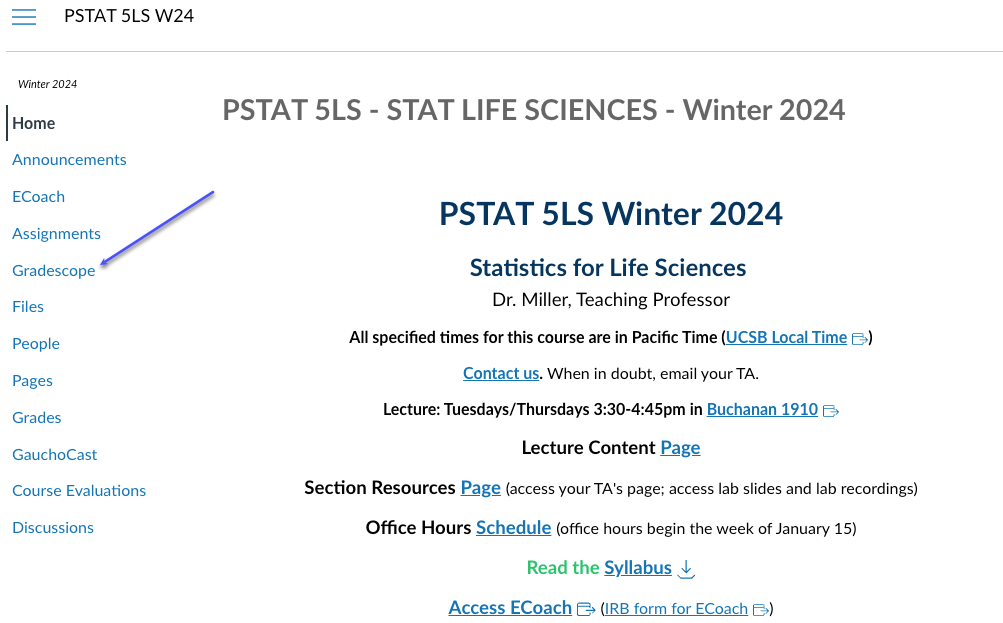 PSTAT 5LS W24
Winter 2024
Home
Announcements
ECoach
Assignments
Gradescope
Files
People
Pages
Grades
GauchoCast
Course Evaluations
Discussions
PSTAT 5LS - STAT LIFE SCIENCES - Winter 2024
PSTAT 5LS Winter 2024
Statistics for Life Sciences
Dr. Miller, Teaching Professor
All specified times for this course are in Pacific Time (UCSB Local Time)
Contact us. When in doubt, email your TA.
Lecture: Tuesdays/Thursdays 3:30-4:45pm in Buchanan 1910
Lecture Content Page
Section Resources Page (access your TA's page; access lab slides and lab recordings)
Office Hours Schedule (office hours begin the week of January 15)
Read the Syllabus
Access ECoach (IRB form for ECoach)